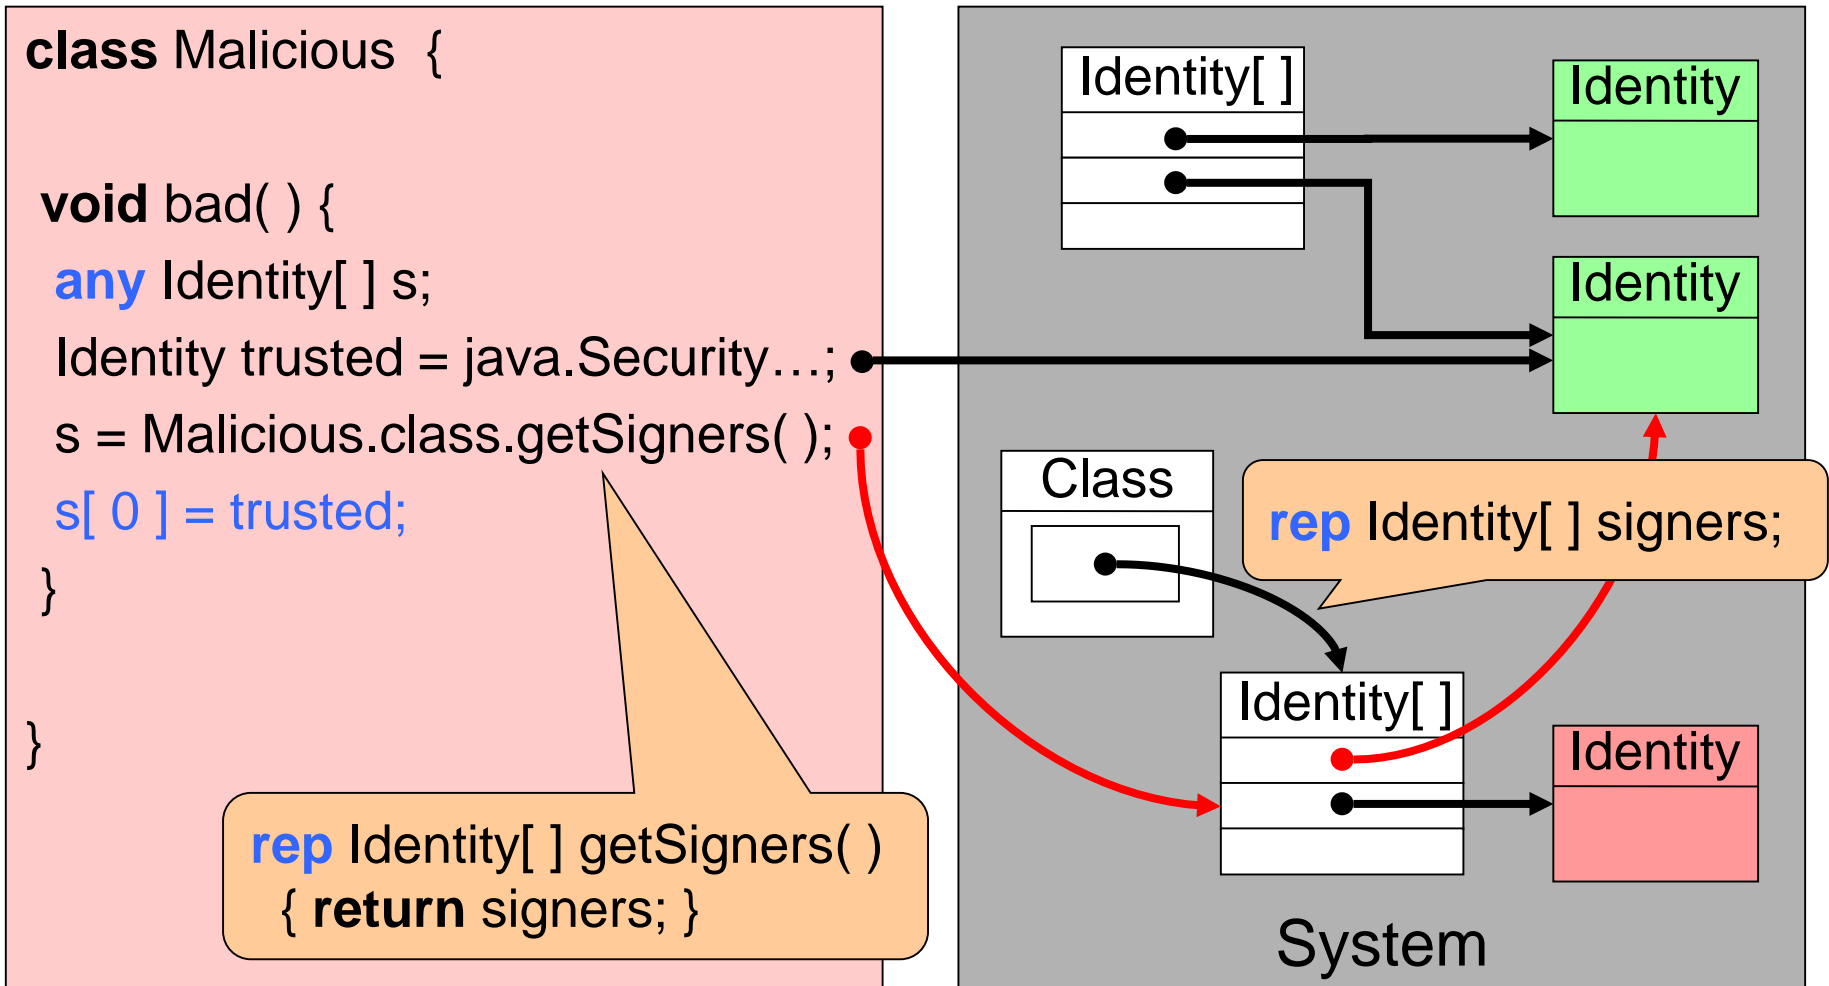 class Malicious {
void bad( ) {
any Identity[ ] s;
Identity trusted = java.Security…;
s = Malicious.class.getSigners( );
s[ 0 ] = trusted;
}
}
rep Identity[ ] getSigners( )
{ return signers; }
Identity[ ]
Identity
Identity
Class
rep Identity[ ] signers;
Identity[ ]
Identity
System